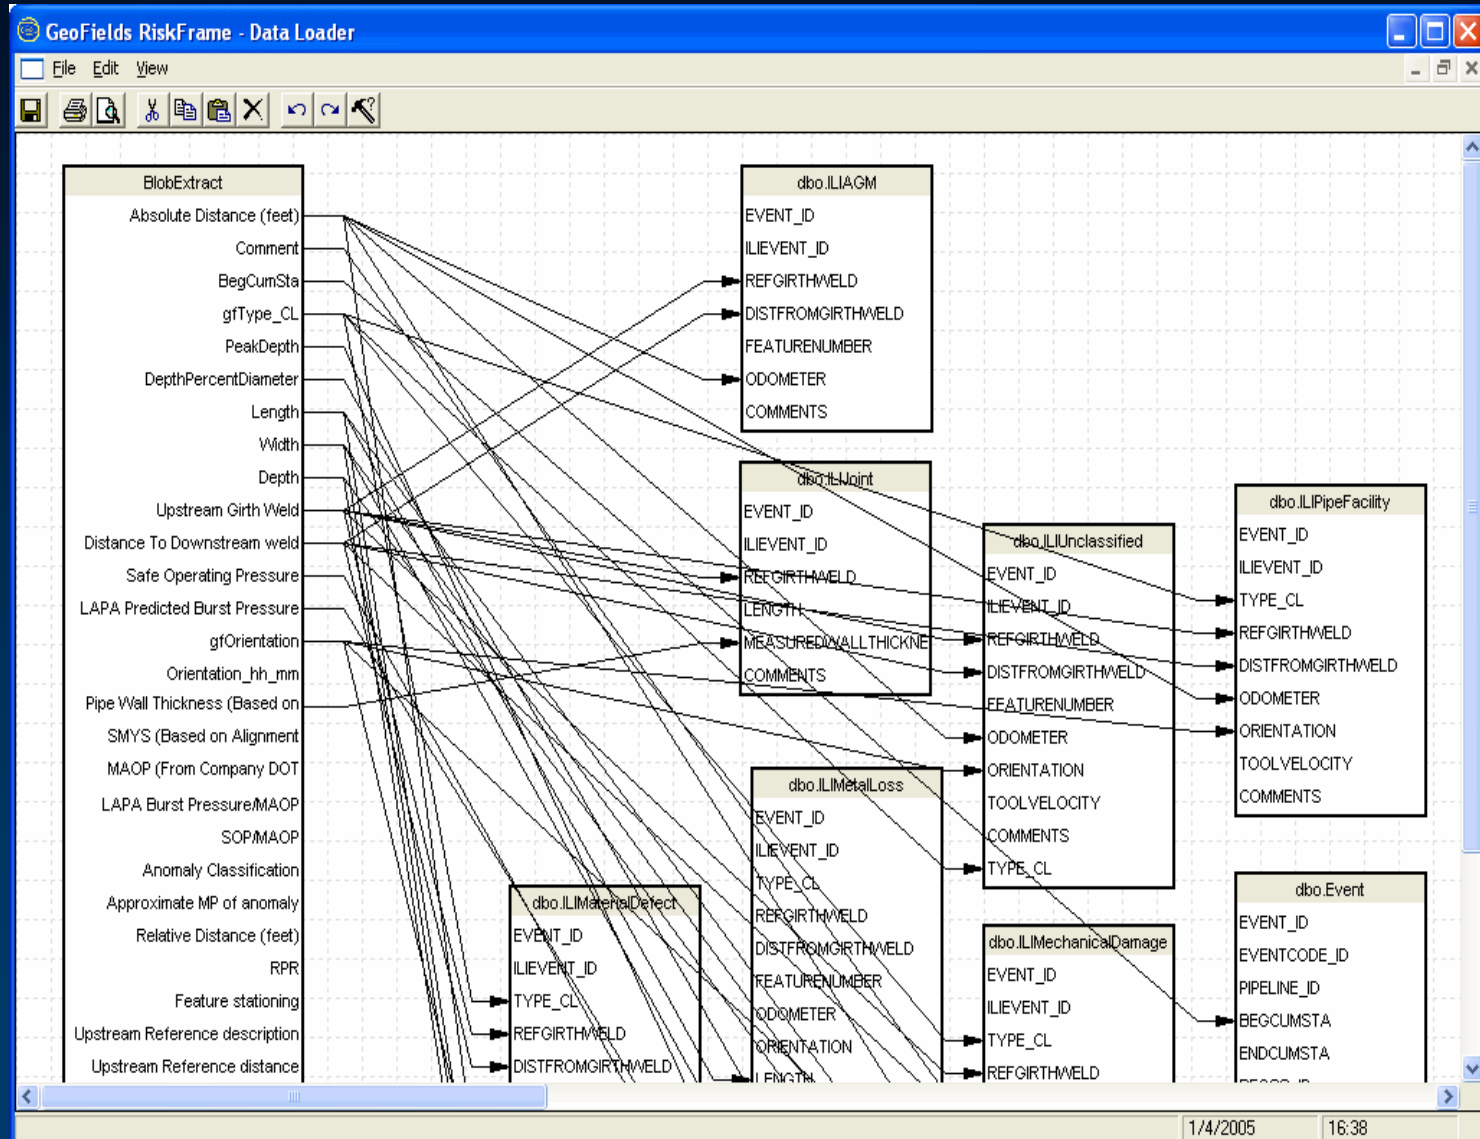 GeoFields RiskFrame - Data Loader
File Edit View
BlobExtract
Absolute Distance (feet)
Comment
BegCumSta
gfType_CL
PeakDepth
DepthPercentDiameter
Length
Width
Depth
Upstream Girth Weld
Distance To Downstream weld
Safe Operating Pressure
LAPA Predicted Burst Pressure
gfOrientation
Orientation_hh_mm
Pipe Wall Thickness (Based on
SMYS (Based on Alignment
MAOP (From Company DOT
LAPA Burst Pressure/MAOP
SOP/MAOP
Anomaly Classification
Approximate MP of anomaly
Relative Distance (feet)
RPR
Feature stationing
Upstream Reference description
Upstream Reference distance
dbo.ILIAGM
EVENT_ID
ILIEVENT_ID
REFGIRTHWELD
DISTFROMGIRTHWELD
FEATURENUMBER
ODOMETER
COMMENTS
dbo.ILIJoint
EVENT_ID
ILIEVENT_ID
REFGIRTHWELD
LENGTH
MEASUREDWALLTHICKNE
COMMENTS
dbo.ILIUnclassified
EVENT_ID
ILIEVENT_ID
REFGIRTHWELD
DISTFROMGIRTHWELD
FEATURENUMBER
ODOMETER
ORIENTATION
TOOLVELOCITY
COMMENTS
TYPE_CL
dbo.ILIPipeFacility
EVENT_ID
ILIEVENT_ID
TYPE_CL
REFGIRTHWELD
DISTFROMGIRTHWELD
ODOMETER
ORIENTATION
TOOLVELOCITY
COMMENTS
dbo.ILIMetalLoss
EVENT_ID
ILIEVENT_ID
TYPE_CL
REFGIRTHWELD
DISTFROMGIRTHWELD
FEATURENUMBER
ODOMETER
ORIENTATION
LENGTH
dbo.ILIMaterialDefect
EVENT_ID
ILIEVENT_ID
TYPE_CL
REFGIRTHWELD
DISTFROMGIRTHWELD
dbo.ILIMechanicalDamage
EVENT_ID
ILIEVENT_ID
TYPE_CL
REFGIRTHWELD
dbo.Event
EVENT_ID
EVENTCODE_ID
PIPELINE_ID
BEGCUMSTA
ENDCUMSTA
1/4/2005 16:38